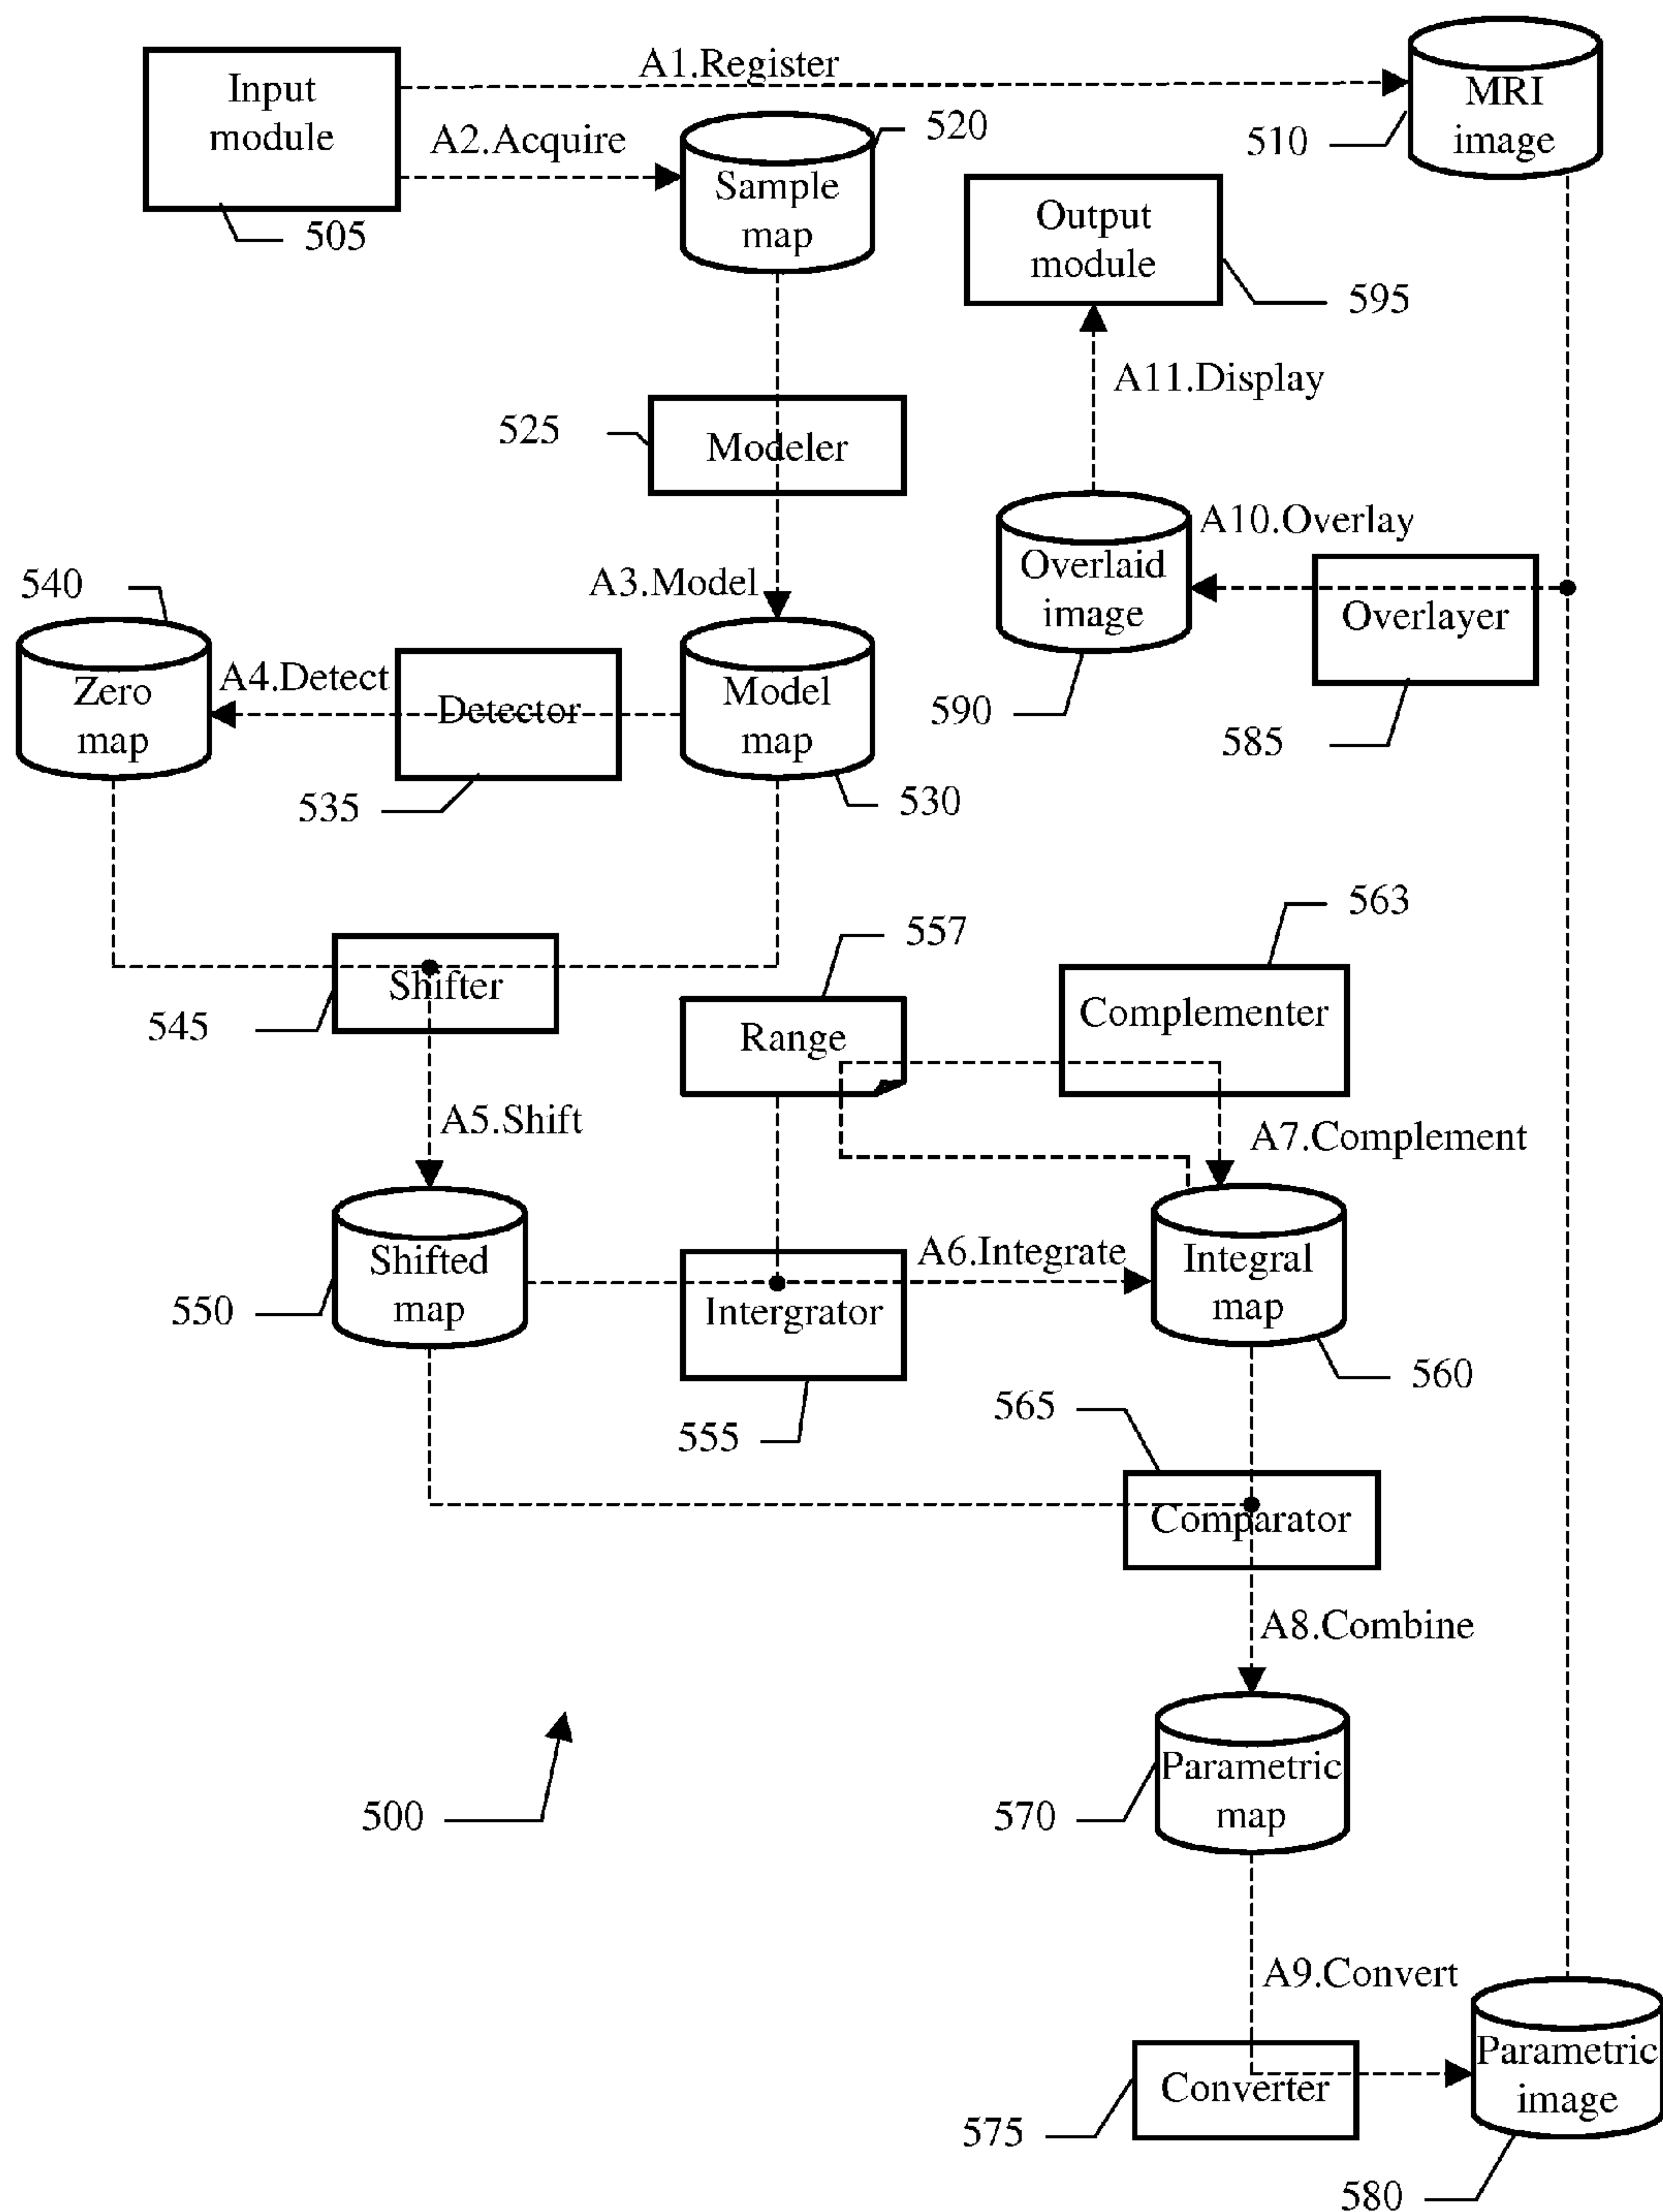 Input
module
A1.Register
MRI
image
510
A2.Acquire
520
Sample
map
505
Output
module
595
A11.Display
525
Modeler
A10.Overlay
Overlaid
image
Overlayer
540
A3.Model
Zero
map
A4.Detect
Detector
Model
map
590
585
535
530
563
557
Shifter
545
Range
Complementer
A5.Shift
A7.Complement
Shifted
map
550
Intergrator
A6.Integrate
Integral
map
560
565
555
Comparator
A8.Combine
Parametric
map
570
500
A9.Convert
Converter
Parametric
image
575
580